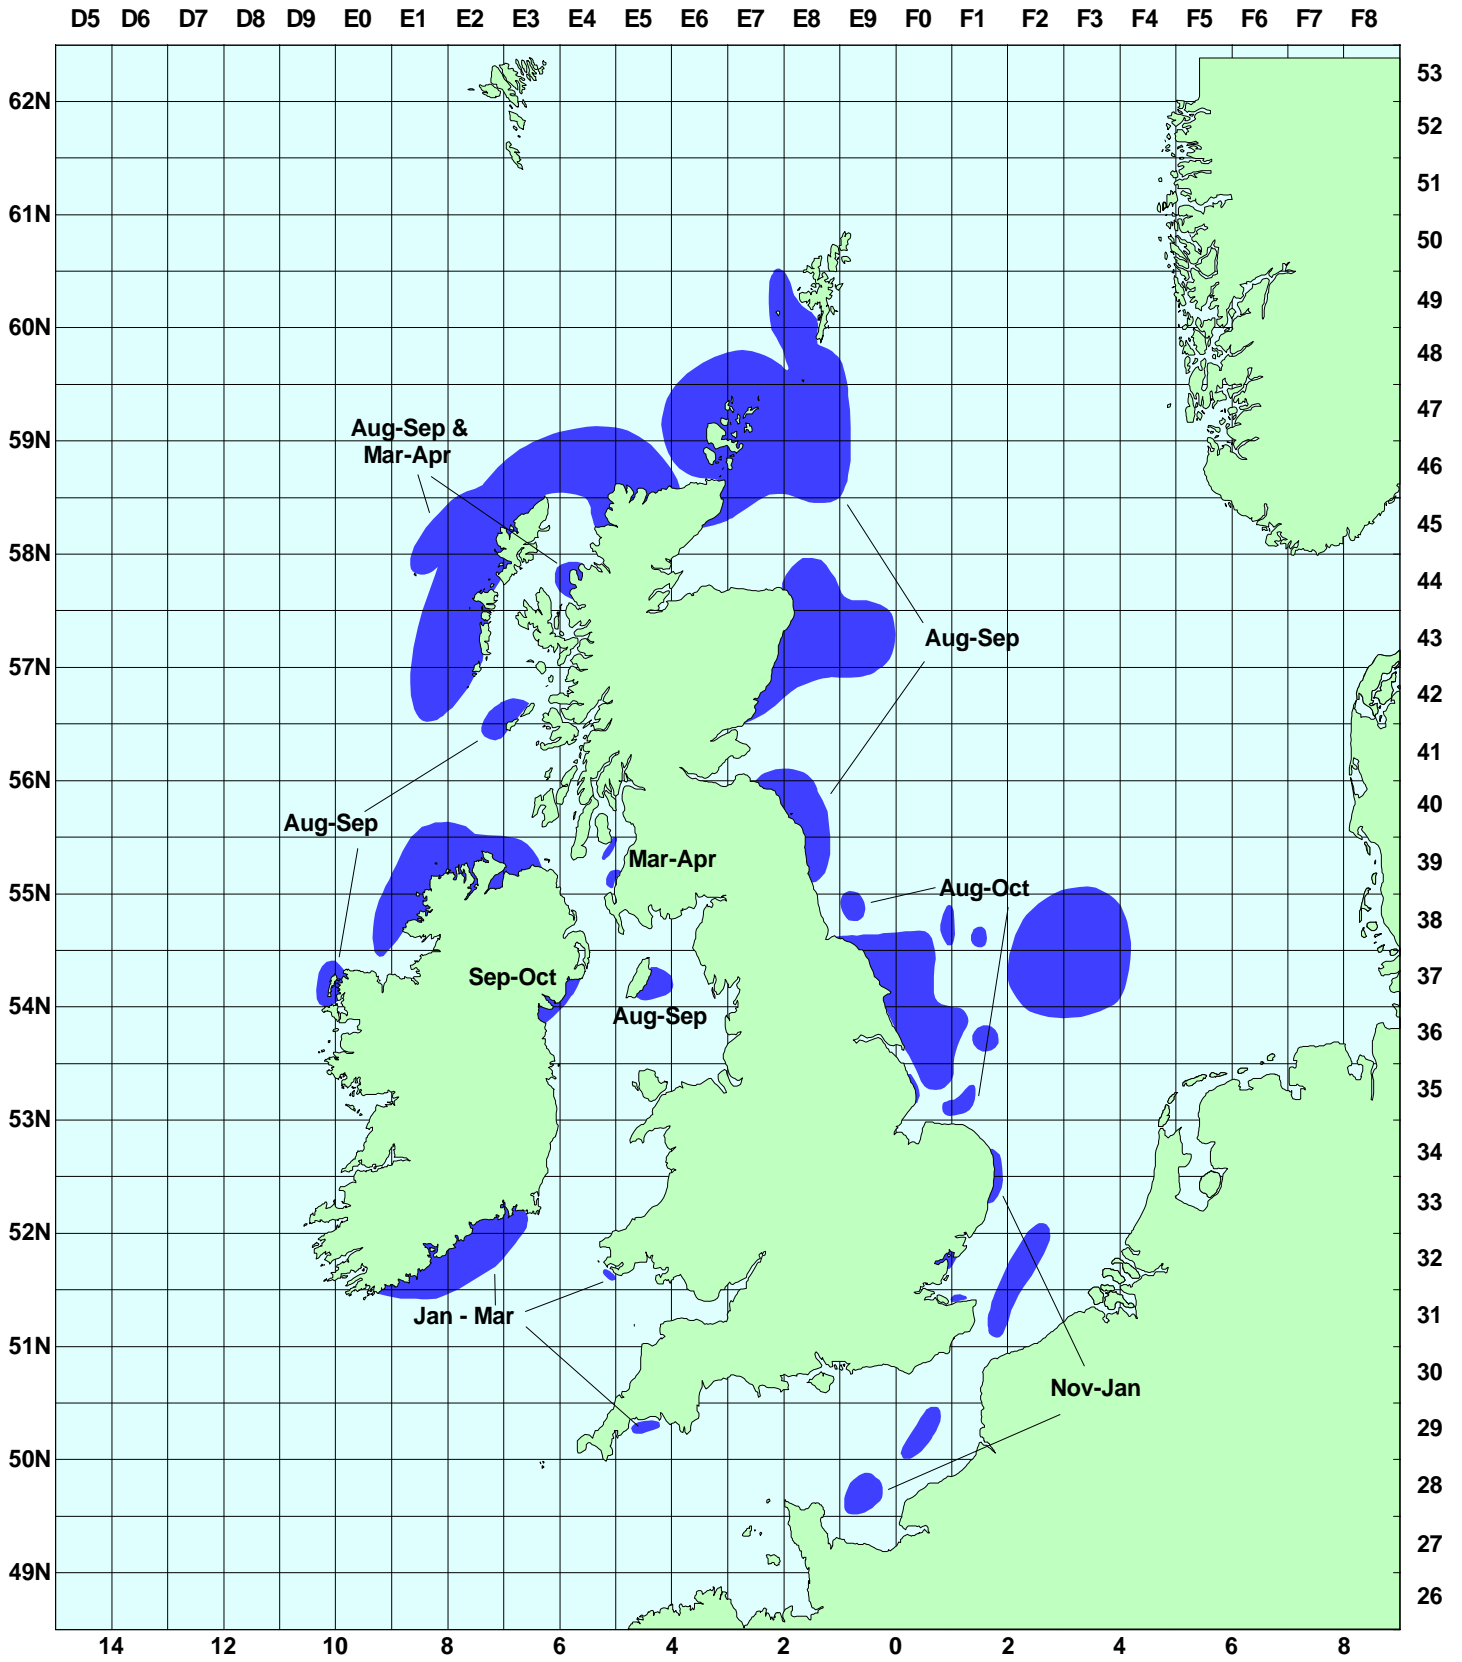 D5 D6 D7 D8 D9 E0 E1 E2 E3 E4 E5 E6 E7 E8 E9 F0 F1 F2 F3 F4 F5 F6 F7 F8
53
62N
52
51
61N
50
49
60N
48
47
Aug-Sep &
59N
Mar-Apr
46
45
58N
44
Aug-Sep
43
57N
42
41
56N
40
Aug-Sep
Mar-Apr
39
Aug-Oct
55N
38
Sep-Oct
37
54N
Aug-Sep
36
35
53N
34
33
52N
32
Jan - Mar
31
51N
30
Nov-Jan
29
50N
28
27
49N
26
14 12 10 8 6 4 2 0 2 4 6 8